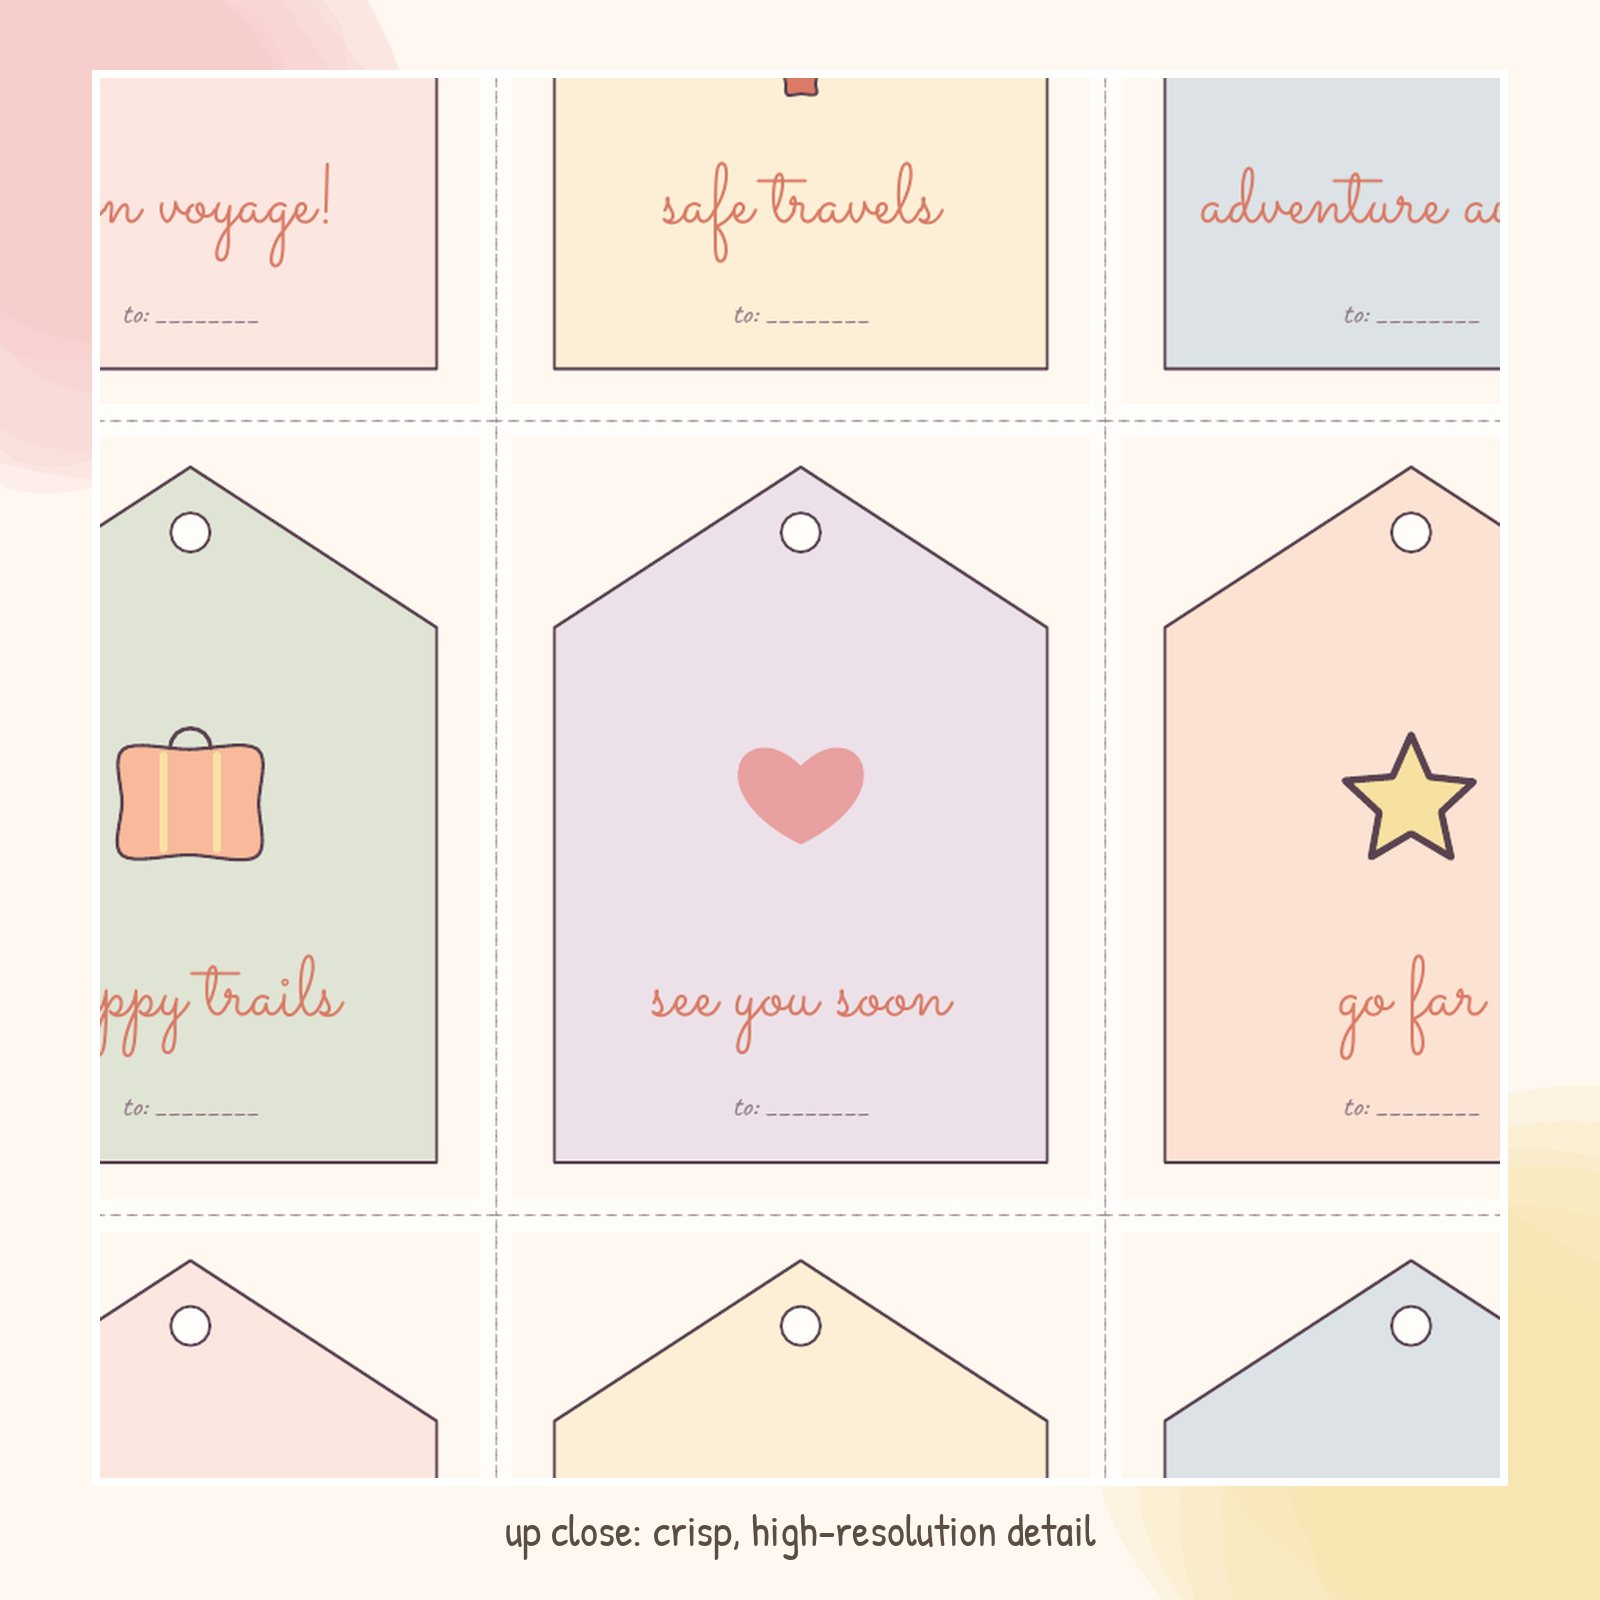 n voyage!
safe travels
adventure
to: ________
to: ________
to: ________
ppy trails
see you soon
go far
to: ________
to: ________
to: ________
up close: crisp, high-resolution detail